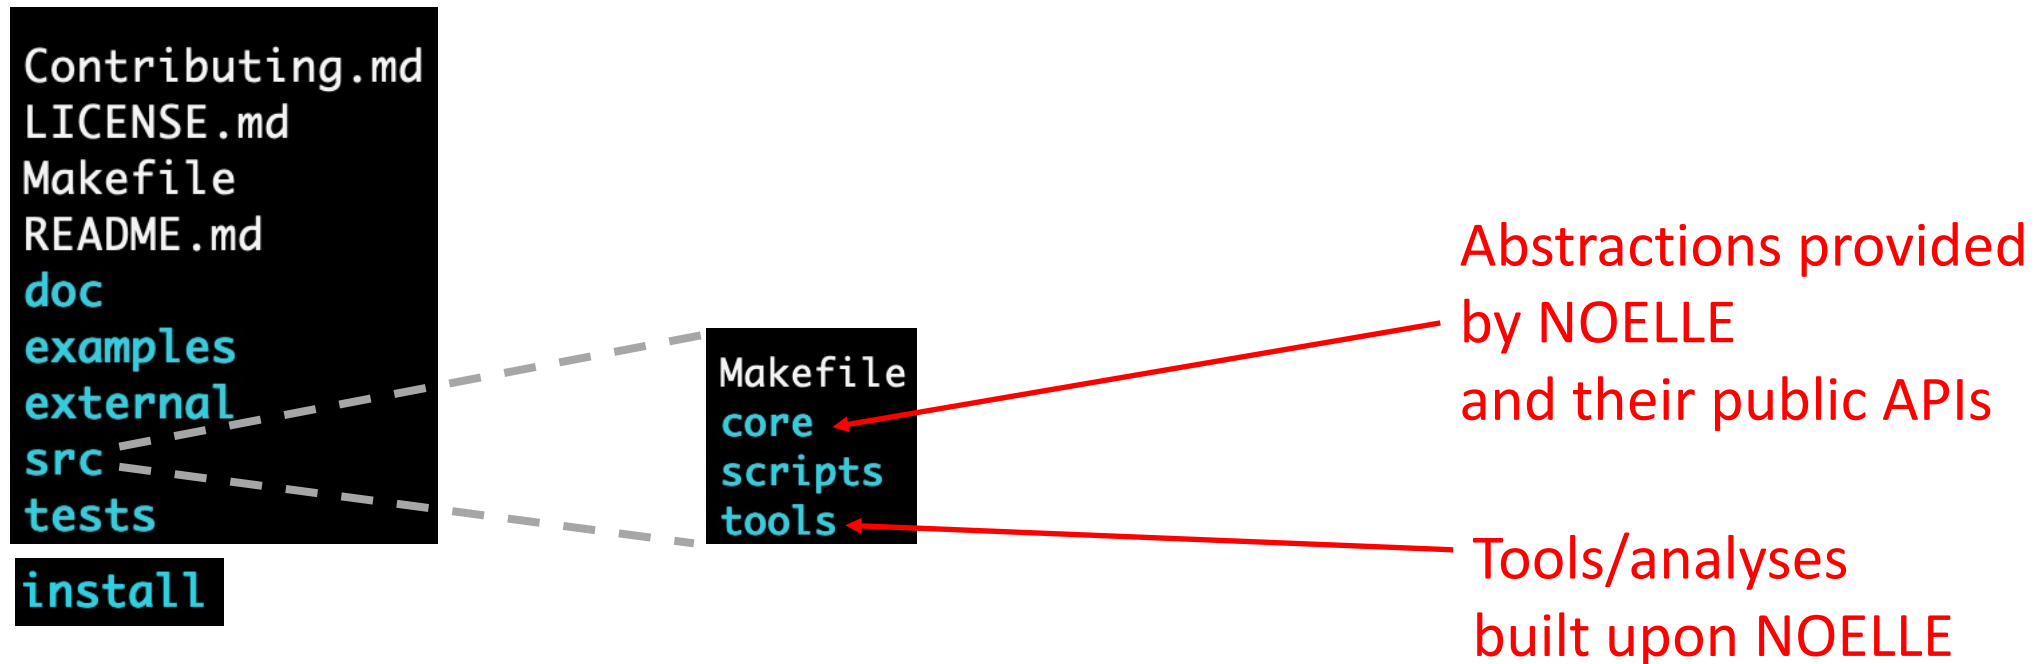 Contributing.md
LICENSE.md
Makefile
README.md
doc
examples
external
src
tests
install
Makefile
core
scripts
tools
Abstractions provided
by NOELLE
and their public APIs
Tools/analyses
built upon NOELLE